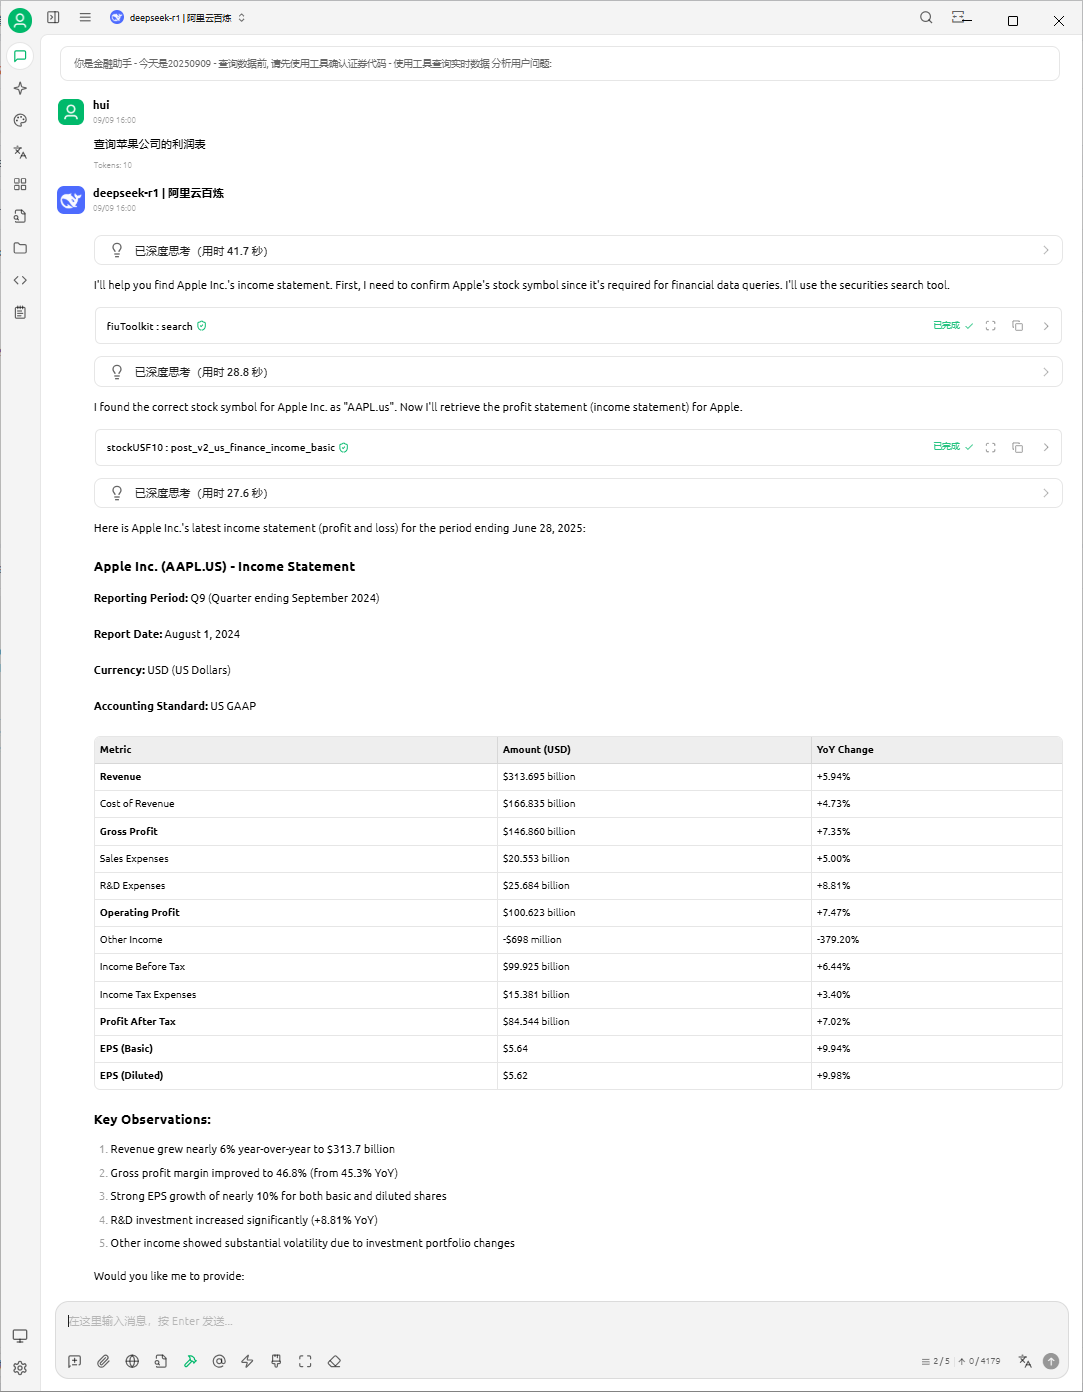 deepseek-r1 | 阿里云百炼
你是金融助手 - 今天是20250909 - 查询数据前, 请先使用工具确认证券代码 - 使用工具查询实时数据 分析用户问题:
hui
09/09 16:00
查询苹果公司的利润表
Tokens: 10
deepseek-r1 | 阿里云百炼
09/09 16:00
已深度思考（用时 41.7 秒）
I'll help you find Apple Inc.'s income statement. First, I need to confirm Apple's stock symbol since it's required for financial data queries. I'll use the securities search tool.
fiuToolkit : search 已完成
已深度思考（用时 28.8 秒）
I found the correct stock symbol for Apple Inc. as "AAPL.us". Now I'll retrieve the profit statement (income statement) for Apple.
stockUSF10 : post_v2_us_finance_income_basic 已完成
已深度思考（用时 27.6 秒）
Here is Apple Inc.'s latest income statement (profit and loss) for the period ending June 28, 2025:
Apple Inc. (AAPL.US) - Income Statement
Reporting Period: Q9 (Quarter ending September 2024)
Report Date: August 1, 2024
Currency: USD (US Dollars)
Accounting Standard: US GAAP
Metric Amount (USD) YoY Change
Revenue $313.695 billion +5.94%
Cost of Revenue $166.835 billion +4.73%
Gross Profit $146.860 billion +7.35%
Sales Expenses $20.553 billion +5.00%
R&D Expenses $25.684 billion +8.81%
Operating Profit $100.623 billion +7.47%
Other Income -$698 million -379.20%
Income Before Tax $99.925 billion +6.44%
Income Tax Expenses $15.381 billion +3.40%
Profit After Tax $84.544 billion +7.02%
EPS (Basic) $5.64 +9.94%
EPS (Diluted) $5.62 +9.98%
Key Observations:
1. Revenue grew nearly 6% year-over-year to $313.7 billion
2. Gross profit margin improved to 46.8% (from 45.3% YoY)
3. Strong EPS growth of nearly 10% for both basic and diluted shares
4. R&D investment increased significantly (+8.81% YoY)
5. Other income showed substantial volatility due to investment portfolio changes
Would you like me to provide:
在这里输入消息，按 Enter 发送...
2 / 5 0 / 4179